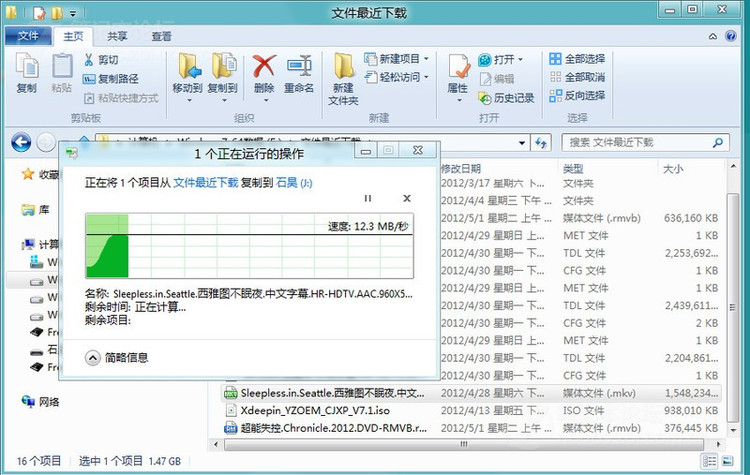 文件最近下载
文件 主页 共享 查看
复制 粘贴 剪切 复制路径 粘贴快捷方式
剪贴板
移动到 复制到 删除 重命名
组织
新建文件夹 新建项目 轻松访问
新建
属性 打开 编辑 历史记录
打开
全部选择 全部取消 反向选择
选择
搜索 文件最近下载
1 个正在运行的操作
正在将 1 个项目从 文件最近下载 复制到 石昊 (J:)
速度: 12.3 MB/秒
名称: Sleepless.in.Seattle.西雅图不眠夜.中文字幕.HR-HDTV.AAC.960X5...
剩余时间: 正在计算...
剩余项目:
简略信息
收藏
库
计算
网络
修改日期 类型 大小
2012/3/17 星期六 下... 文件夹
2012/4/4 星期三 下午 ... 文件夹
2012/5/1 星期二 上午 ... 媒体文件 (.rmvb) 636,160 KB
2012/4/29 星期日 上... MET 文件 1 KB
2012/4/30 星期一 下... TDL 文件 2,253,692...
2012/4/30 星期一 下... CFG 文件 1 KB
2012/4/29 星期日 上... MET 文件 1 KB
2012/4/30 星期一 下... TDL 文件 2,439,611...
2012/4/30 星期一 下... CFG 文件 2 KB
2012/4/29 星期日 上... MET 文件 1 KB
2012/4/30 星期一 下... TDL 文件 2,204,861...
2012/4/30 星期一 下... CFG 文件 1 KB
Sleepless.in.Seattle.西雅图不眠夜.中文... 2012/4/28 星期六 下... 媒体文件 (.mkv) 1,548,234...
Xdeepin_YZOEM_CJXP_V7.1.iso 2012/4/13 星期五 下... ISO 文件 938,010 KB
超能失控.Chronicle.2012.DVD-RMVB.r... 2012/5/1 星期二 上午 ... 媒体文件 (.rmvb) 376,445 KB
16 个项目 选中 1 个项目 1.47 GB